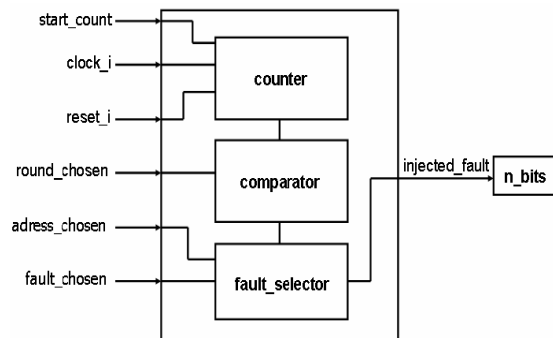 start_count
clock_i
counter
reset_i
round_chosen
comparator
injected_fault
n_bits
adress_chosen
fault_chosen
fault_selector